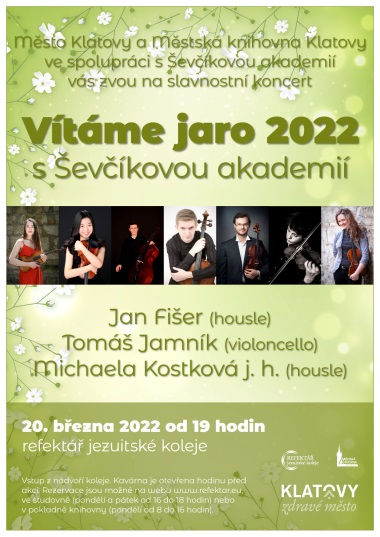 Město Klatovy a Městská knihovna Klatovy
ve spolupráci s Ševčíkovou akademií
vás zvou na slavnostní koncert
Vítáme jaro 2022
s Ševčíkovou akademií
Jan Fišer (housle)
Tomáš Jamník (violoncello)
Michaela Kostková j. h. (housle)
20. března 2022 od 19 hodin
refektář jezuitské koleje
Vstup z nádvoří koleje. Kavárna je otevřena hodinu před
akcí. Rezervace jsou možné na webu www.refektar.eu,
ve studovně (pondělí a pátek od 16 do 18 hodin) nebo
v pokladně knihovny (pondělí od 8 do 16 hodin).
REFEKTÁŘ
jezuitské koleje
KLATOVY
zdravé město